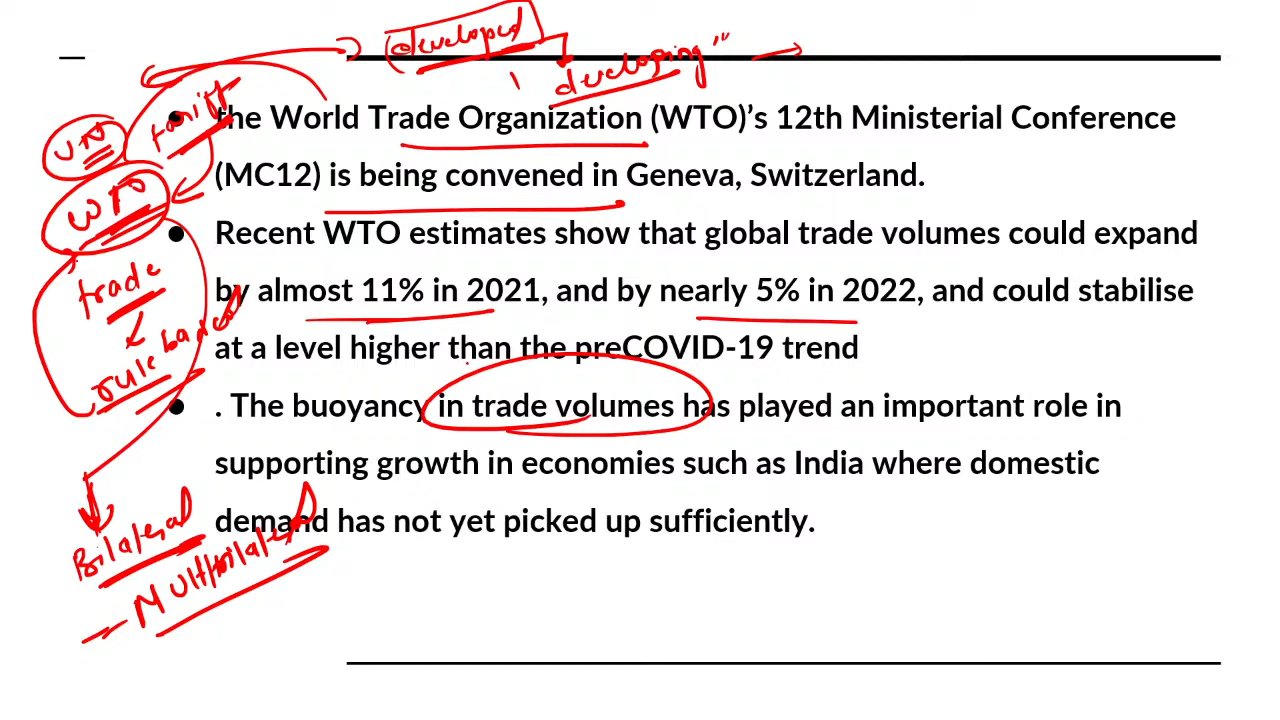 developed
developing"
tariff
UN
WTO
trade
rule based
Bilateral
- Multilateral
• the World Trade Organization (WTO)'s 12th Ministerial Conference
(MC12) is being convened in Geneva, Switzerland.
• Recent WTO estimates show that global trade volumes could expand
by almost 11% in 2021, and by nearly 5% in 2022, and could stabilise
at a level higher than the preCOVID-19 trend
• . The buoyancy in trade volumes has played an important role in
supporting growth in economies such as India where domestic
demand has not yet picked up sufficiently.